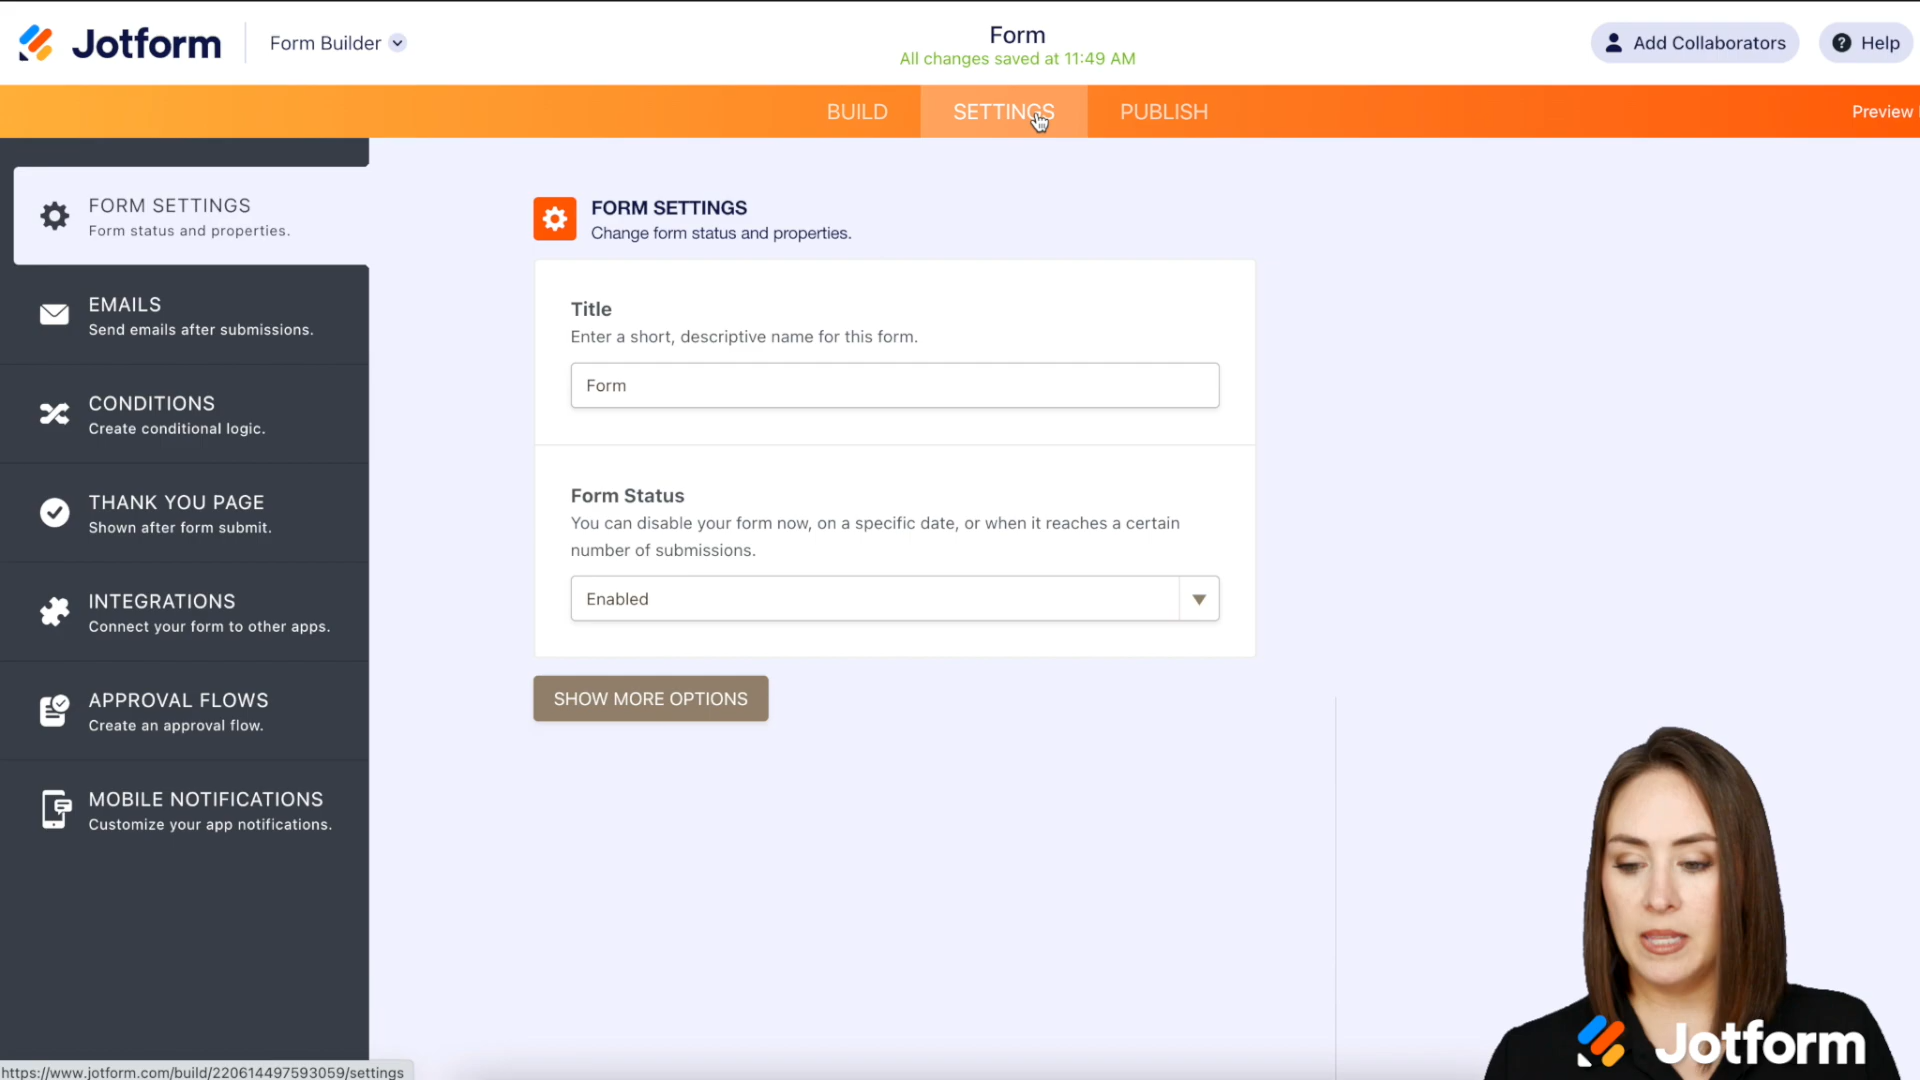 Jotform
Form Builder
Form
All changes saved at 11:49 AM
Add Collaborators
Help
BUILD
SETTINGS
PUBLISH
Preview
FORM SETTINGS
Form status and properties.
EMAILS
Send emails after submissions.
CONDITIONS
Create conditional logic.
THANK YOU PAGE
Shown after form submit.
INTEGRATIONS
Connect your form to other apps.
APPROVAL FLOWS
Create an approval flow.
MOBILE NOTIFICATIONS
Customize your app notifications.
FORM SETTINGS
Change form status and properties.
Title
Enter a short, descriptive name for this form.
Form
Form Status
You can disable your form now, on a specific date, or when it reaches a certain
number of submissions.
Enabled
SHOW MORE OPTIONS
Jotform
https://www.jotform.com/build/220614497593059/settings